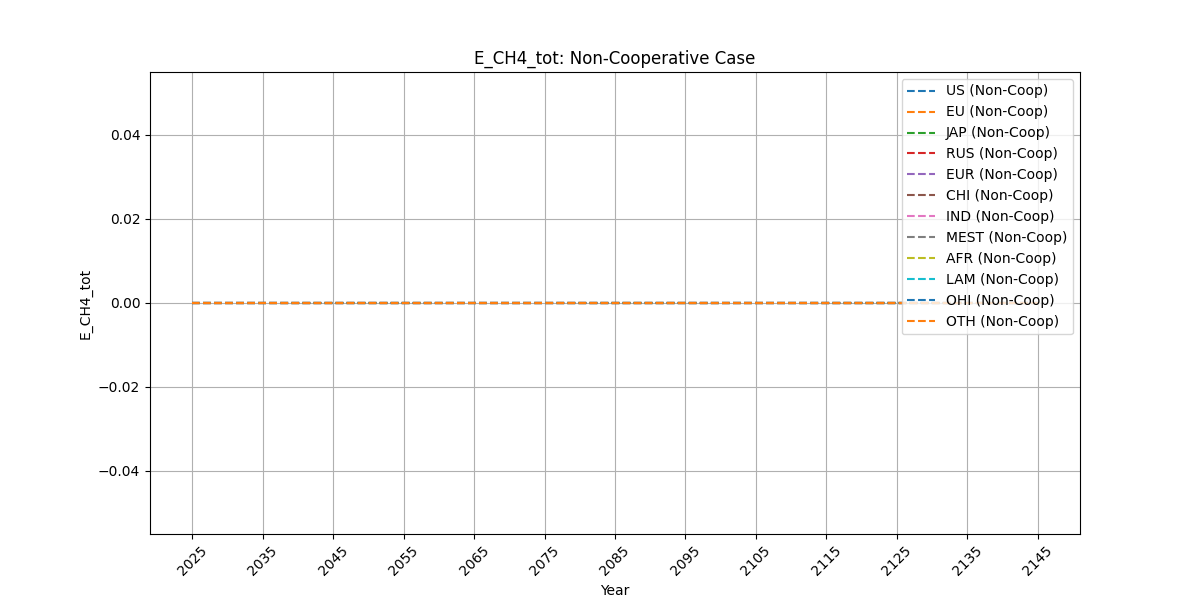 E_CH4_tot: Non-Cooperative Case
US (Non-Coop)
EU (Non-Coop)
JAP (Non-Coop)
RUS (Non-Coop)
EUR (Non-Coop)
CHI (Non-Coop)
IND (Non-Coop)
MEST (Non-Coop)
AFR (Non-Coop)
LAM (Non-Coop)
OHI (Non-Coop)
OTH (Non-Coop)
E_CH4_tot
0.04
0.02
0.00
−0.02
−0.04
2025
2035
2045
2055
2065
2075
2085
2095
2105
2115
2125
2135
2145
Year